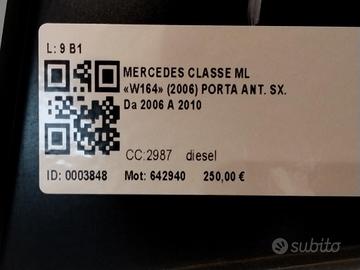 L: 9 B1
MERCEDES CLASSE ML
«W164» (2006) PORTA ANT. SX.
Da 2006 A 2010
CC:2987 diesel
ID: 0003848 Mot: 642940 250,00 €
subito